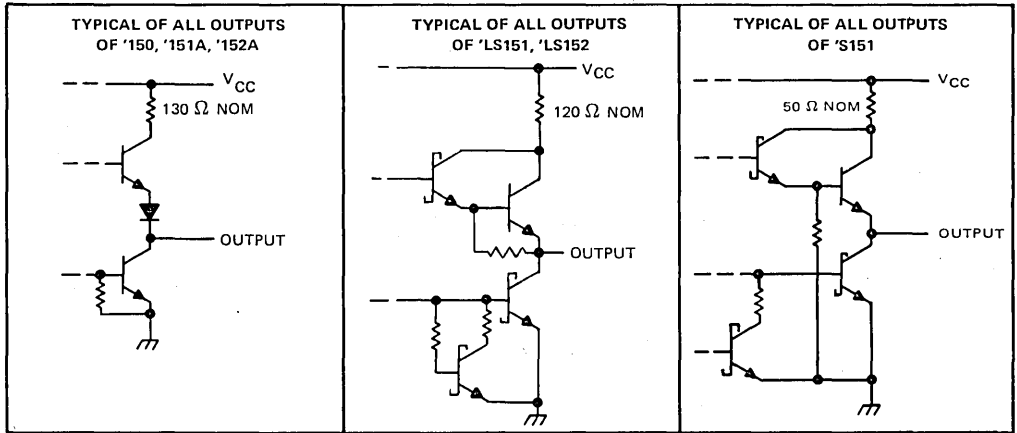 TYPICAL OF ALL OUTPUTS
OF '150, '151A, '152A
VCC
130 Ω NOM
OUTPUT
TYPICAL OF ALL OUTPUTS
OF 'LS151, 'LS152
VCC
120 Ω NOM
OUTPUT
TYPICAL OF ALL OUTPUTS
OF 'S151
VCC
50 Ω NOM
OUTPUT